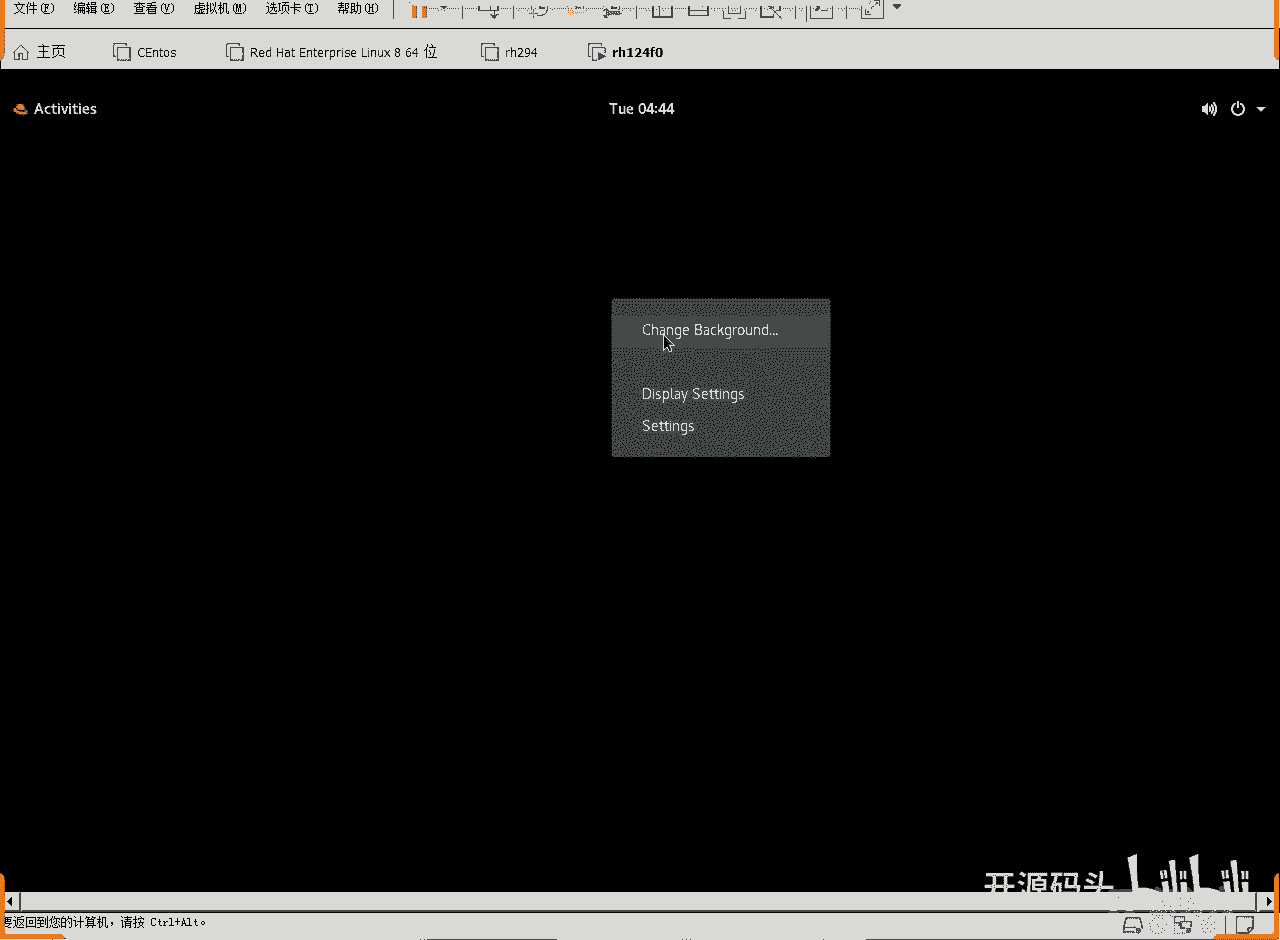 文件(F) 编辑(E) 查看(V) 虚拟机(M) 选项卡(T) 帮助(H)
主页 CEntos Red Hat Enterprise Linux 8 64 位 rh294 rh124f0
Activities Tue 04:44
Change Background...
Display Settings
Settings
开源码头 bilibili
要返回到您的计算机，请按 Ctrl+Alt。